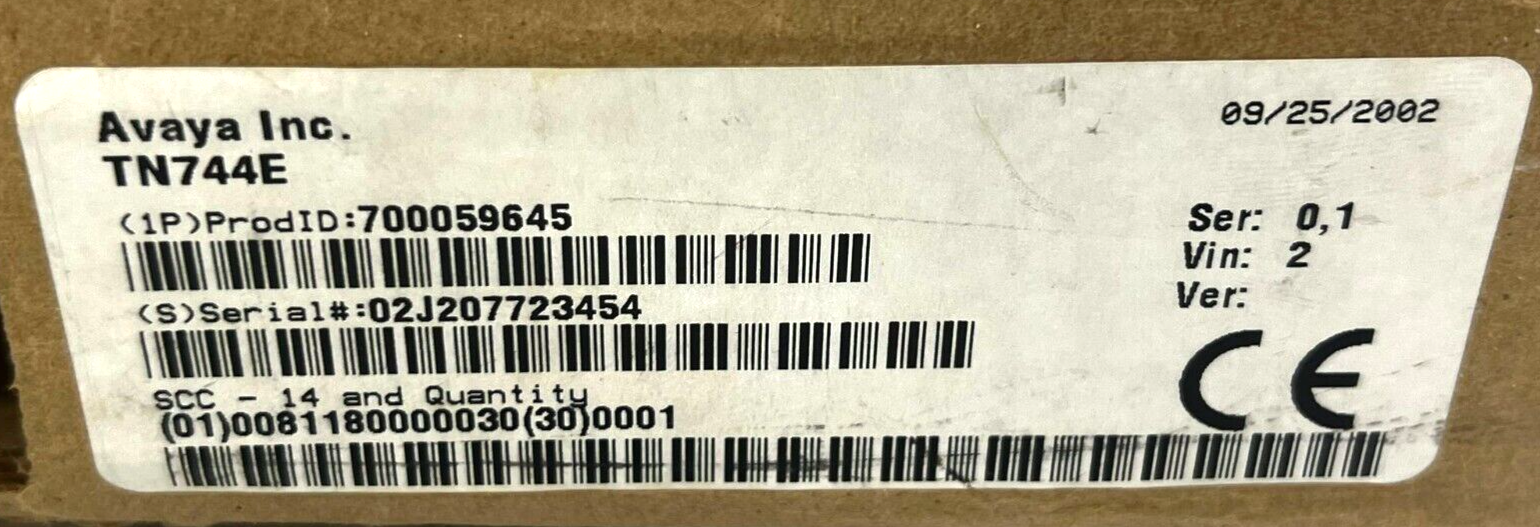 Avaya Inc.
TN744E
09/25/2002
(1P)ProdID:700059645
Ser: 0,1
Vin: 2
Ver:
(S)Serial#:02J207723454
SCC - 14 and Quantity
(01)0081180000030(30)0001
CE